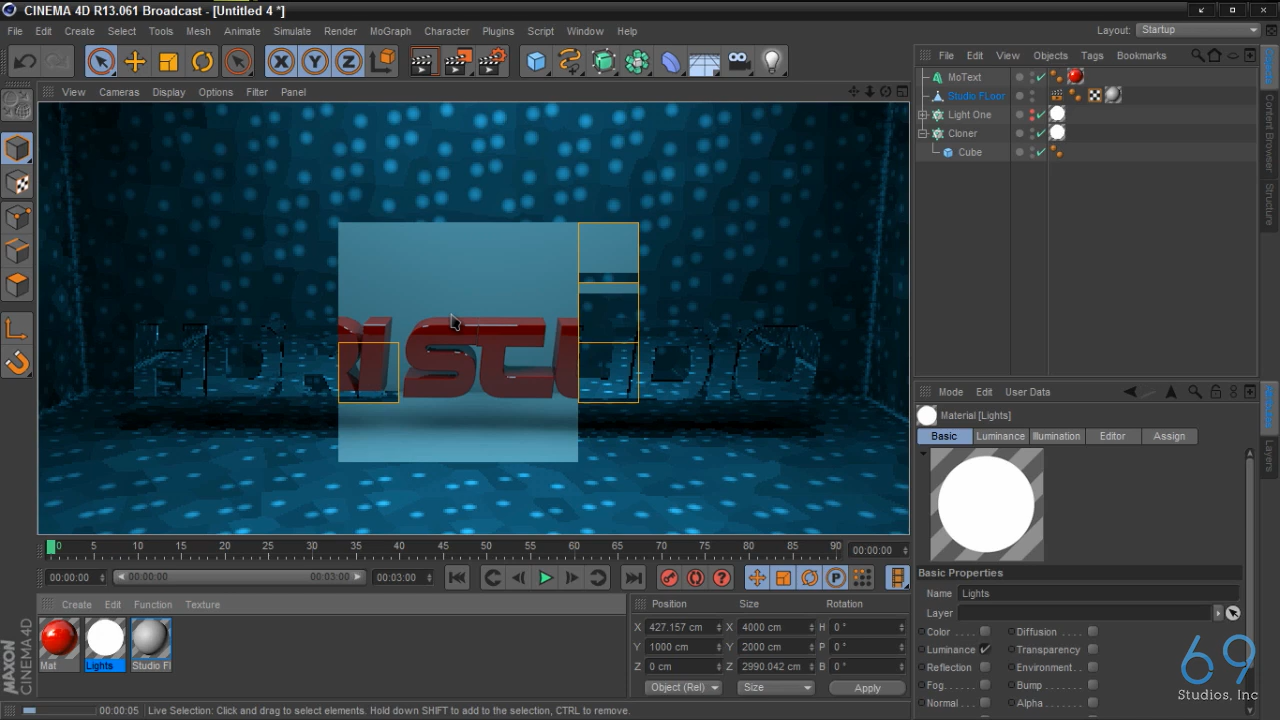 CINEMA 4D R13.061 Broadcast - [Untitled 4 *]
File Edit Create Select Tools Mesh Animate Simulate Render MoGraph Character Plugins Script Window Help
Layout: Startup
View Cameras Display Options Filter Panel
File Edit View Objects Tags Bookmarks
MoText
Studio FLoor
Light One
Cloner
Cube
Objects
Content Browser
Structure
Mode Edit User Data
Material [Lights]
Basic Luminance Illumination Editor Assign
Attributes
Layers
Basic Properties
Name Lights
Layer
Color Diffusion
Luminance Transparency
Reflection Environment
Fog Bump
Normal Alpha
0 5 10 15 20 25 30 35 40 45 50 55 60 65 70 75 80 85 90 00:00:00
00:00:00 00:00:00 00:03:00 00:03:00
Create Edit Function Texture
Mat Lights Studio Fl
Position Size Rotation
X 427.157 cm X 4000 cm H 0 °
Y 1000 cm Y 2000 cm P 0 °
Z 0 cm Z 2990.042 cm B 0 °
Object (Rel) Size Apply
MAXON
CINEMA4D
00:00:05 Live Selection: Click and drag to select elements. Hold down SHIFT to add to the selection, CTRL to remove.
69
Studios, Inc